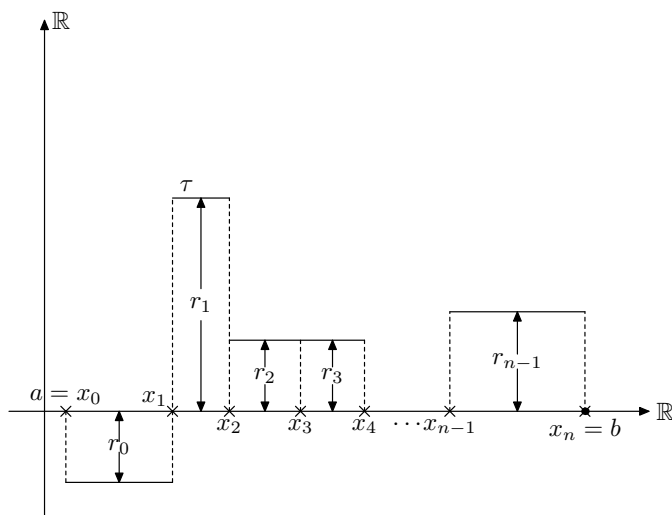 ℝ
τ
r₁
rₙ₋₁
r₂
r₃
a = x₀
x₁
ℝ
x₂
x₃
x₄
⋯xₙ₋₁
xₙ = b
r₀